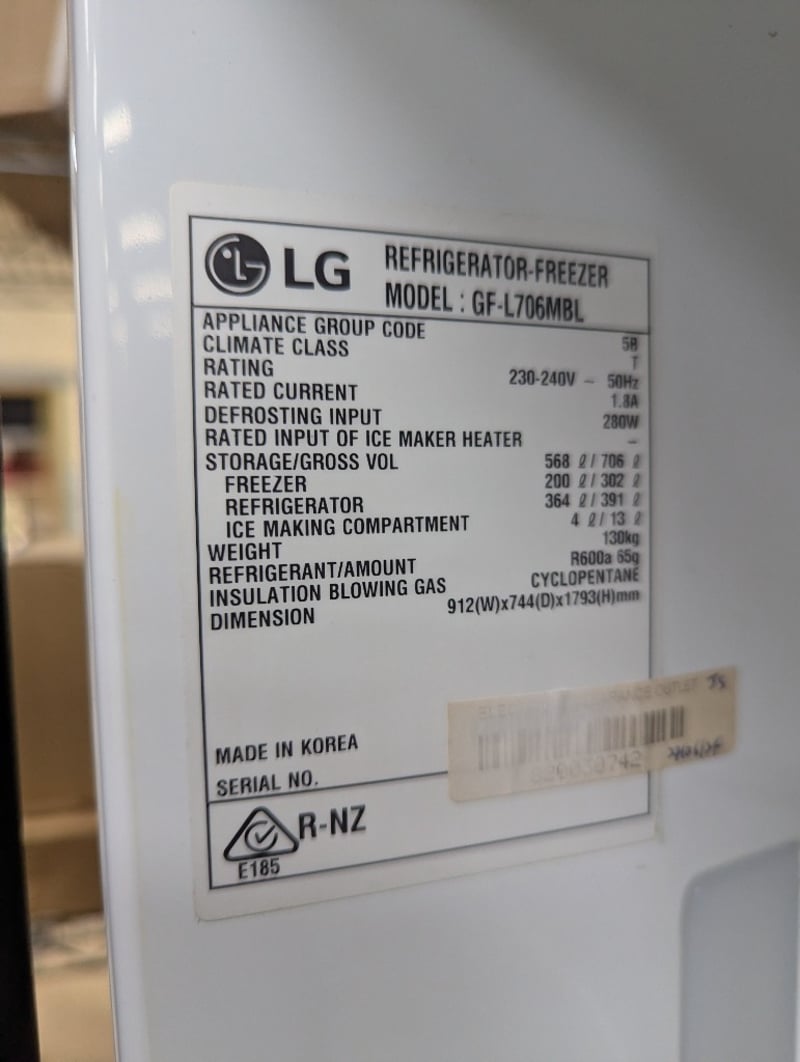 LG
REFRIGERATOR-FREEZER
MODEL : GF-L706MBL
APPLIANCE GROUP CODE 5B
CLIMATE CLASS T
RATING 230-240V ~ 50Hz
RATED CURRENT 1.8A
DEFROSTING INPUT 280W
RATED INPUT OF ICE MAKER HEATER –
STORAGE/GROSS VOL 568 ℓ / 706 ℓ
FREEZER 200 ℓ / 302 ℓ
REFRIGERATOR 364 ℓ / 391 ℓ
ICE MAKING COMPARTMENT 4 ℓ / 13 ℓ
WEIGHT 130kg
REFRIGERANT/AMOUNT R600a 65g
INSULATION BLOWING GAS CYCLOPENTANE
DIMENSION 912(W)x744(D)x1793(H)mm
OUTLET
MADE IN KOREA
SERIAL NO.
R-NZ
E185